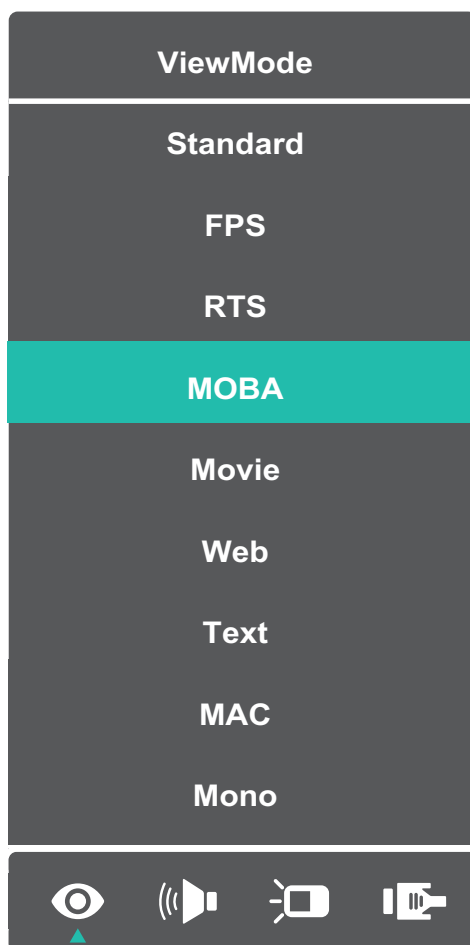 ViewMode
Standard
FPS
RTS
MOBA
Movie
Web
Text
MAC
Mono